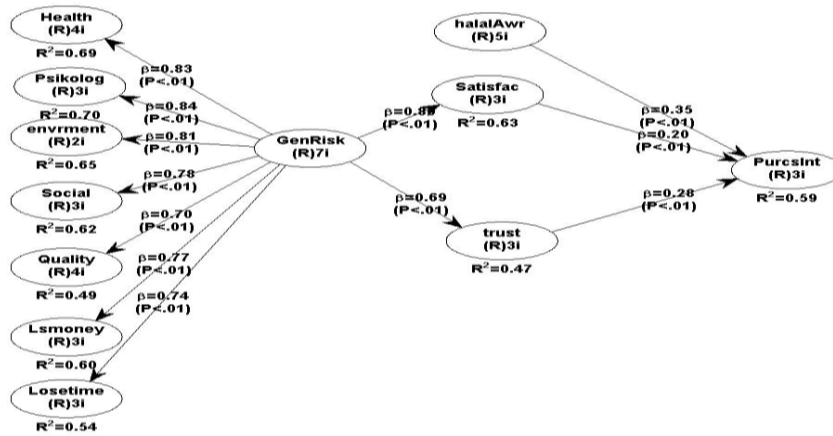 Health
(R)4i
R²=0.69
Psikolog
(R)3i
R²=0.70
envrment
(R)2i
R²=0.65
Social
(R)3i
R²=0.62
Quality
(R)4i
R²=0.49
Lsmoney
(R)3i
R²=0.60
Losetime
(R)3i
R²=0.54
β=0.83
(P<.01)
β=0.84
(P<.01)
β=0.81
(P<.01)
β=0.78
(P<.01)
β=0.70
(P<.01)
β=0.77
(P<.01)
β=0.74
(P<.01)
GenRisk
(R)7i
(P<.01)
β=0.69
(P<.01)
halalAwr
(R)5i
Satisfac
(R)3i
R²=0.63
trust
(R)3i
R²=0.47
β=0.35
(P<.01)
β=0.20
(P<.01)
β=0.28
(P<.01)
PurcsInt
(R)3i
R²=0.59